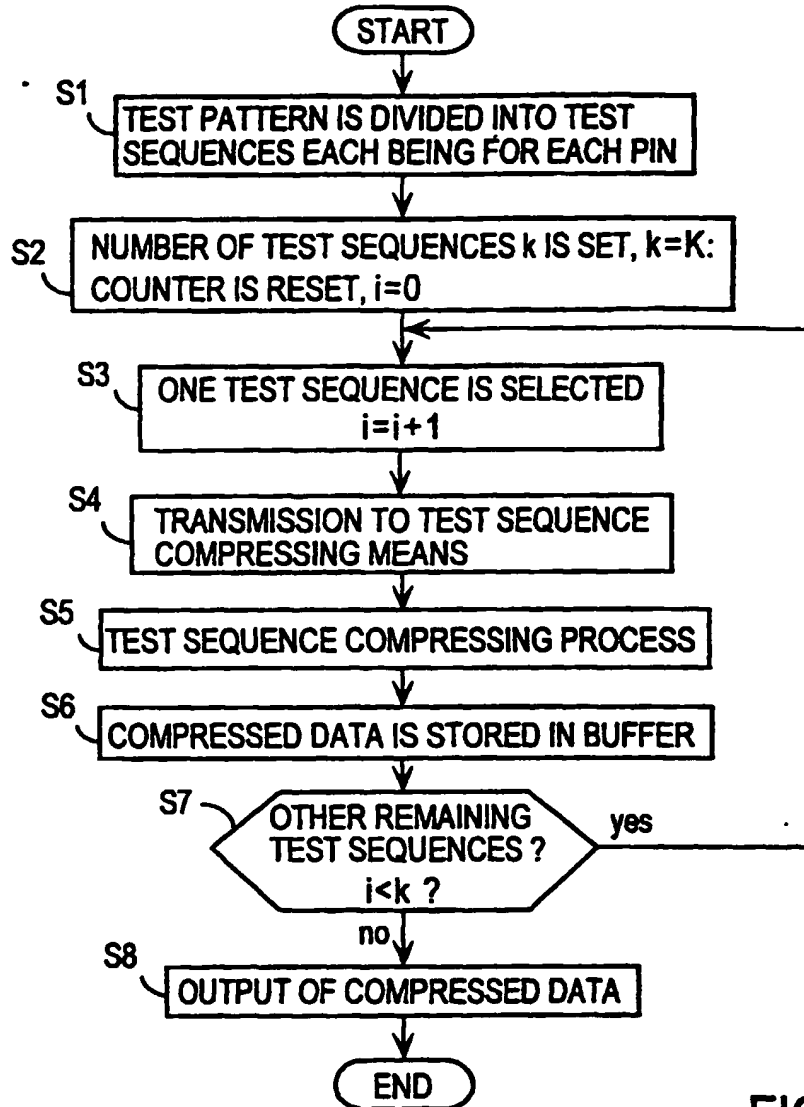 START
S1
TEST PATTERN IS DIVIDED INTO TEST
SEQUENCES EACH BEING FOR EACH PIN
S2
NUMBER OF TEST SEQUENCES k IS SET, k=K:
COUNTER IS RESET, i=0
S3
ONE TEST SEQUENCE IS SELECTED
i=i+1
S4
TRANSMISSION TO TEST SEQUENCE
COMPRESSING MEANS
S5
TEST SEQUENCE COMPRESSING PROCESS
S6
COMPRESSED DATA IS STORED IN BUFFER
S7
OTHER REMAINING
TEST SEQUENCES ?
i<k ?
yes
no
S8
OUTPUT OF COMPRESSED DATA
END